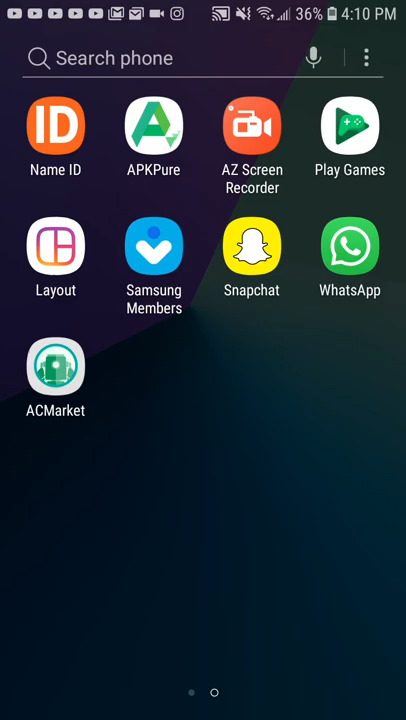 36% 4:10 PM
Search phone
ID
Name ID
APKPure
AZ Screen
Recorder
Play Games
Layout
Samsung
Members
Snapchat
WhatsApp
ACMarket